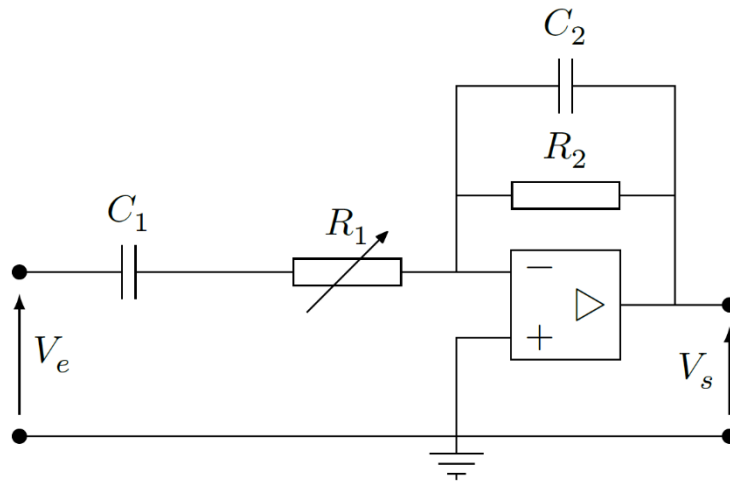 C₂
R₂
C₁
R₁
−
+
Vₑ
Vₛ